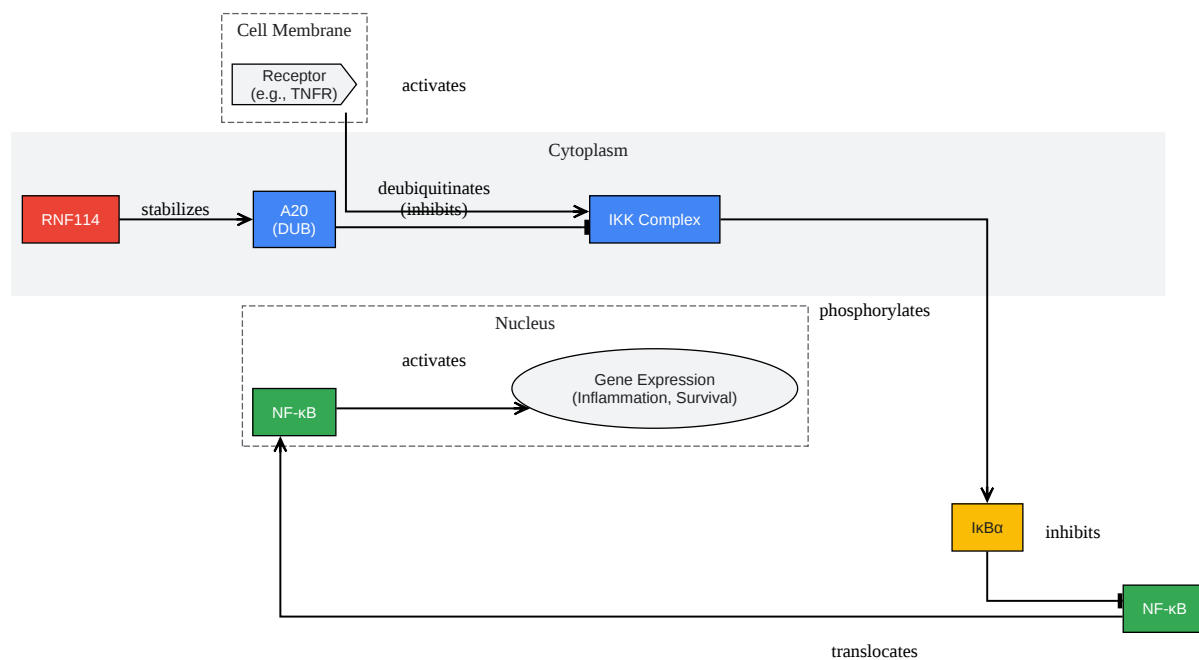 Cell Membrane
Receptor
(e.g., TNFR)
activates
Cytoplasm
RNF114
stabilizes
A20
(DUB)
deubiquitinates
(inhibits)
IKK Complex
phosphorylates
Nucleus
activates
Gene Expression
(Inflammation, Survival)
NF-κB
IκBα
inhibits
NF-κB
translocates